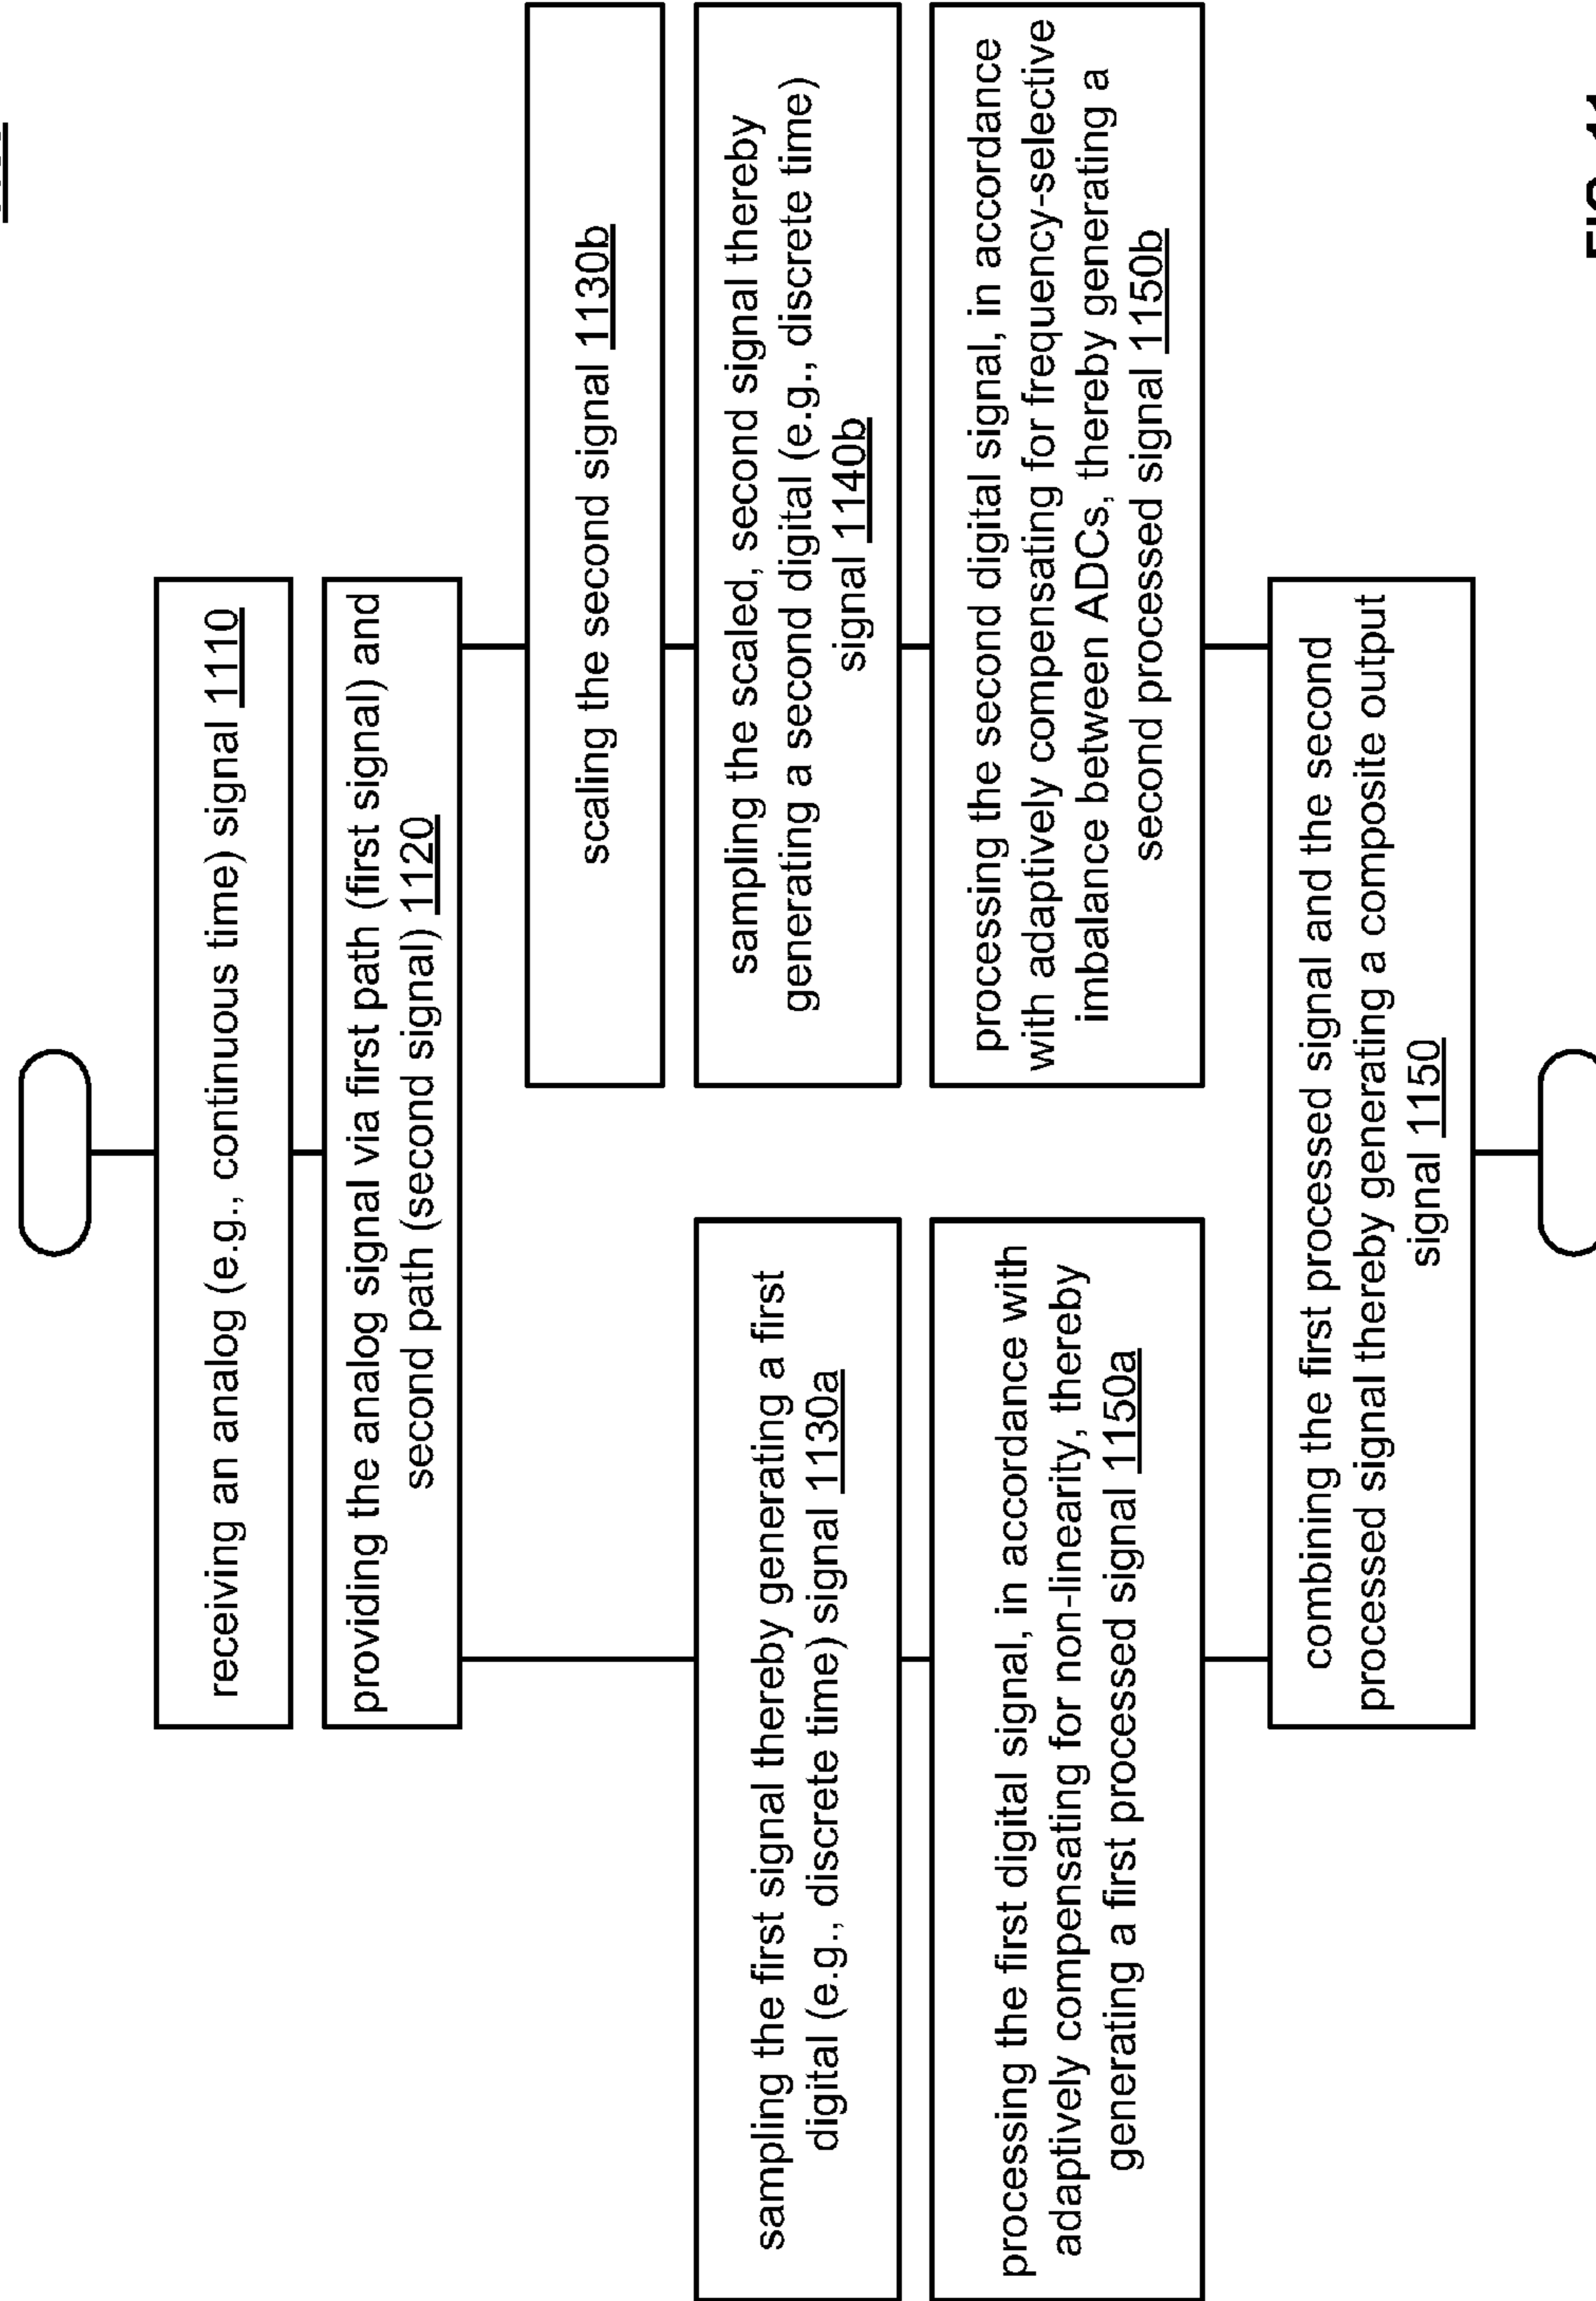 receiving an analog (e.g., continuous time) signal 1110
providing the analog signal via first path (first signal) and
second path (second signal) 1120
scaling the second signal 1130b
sampling the first signal thereby generating a first
digital (e.g., discrete time) signal 1130a
sampling the scaled, second signal thereby
generating a second digital (e.g., discrete time)
signal 1140b
processing the first digital signal, in accordance with
adaptively compensating for non-linearity, thereby
generating a first processed signal 1150a
processing the second digital signal, in accordance
with adaptively compensating for frequency-selective
imbalance between ADCs, thereby generating a
second processed signal 1150b
combining the first processed signal and the second
processed signal thereby generating a composite output
signal 1150